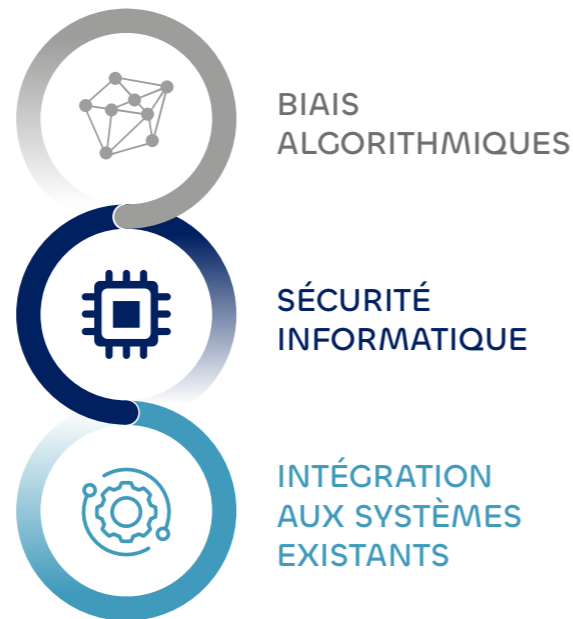 BIAIS
ALGORITHMIQUES
SÉCURITÉ
INFORMATIQUE
INTÉGRATION
AUX SYSTÈMES
EXISTANTS